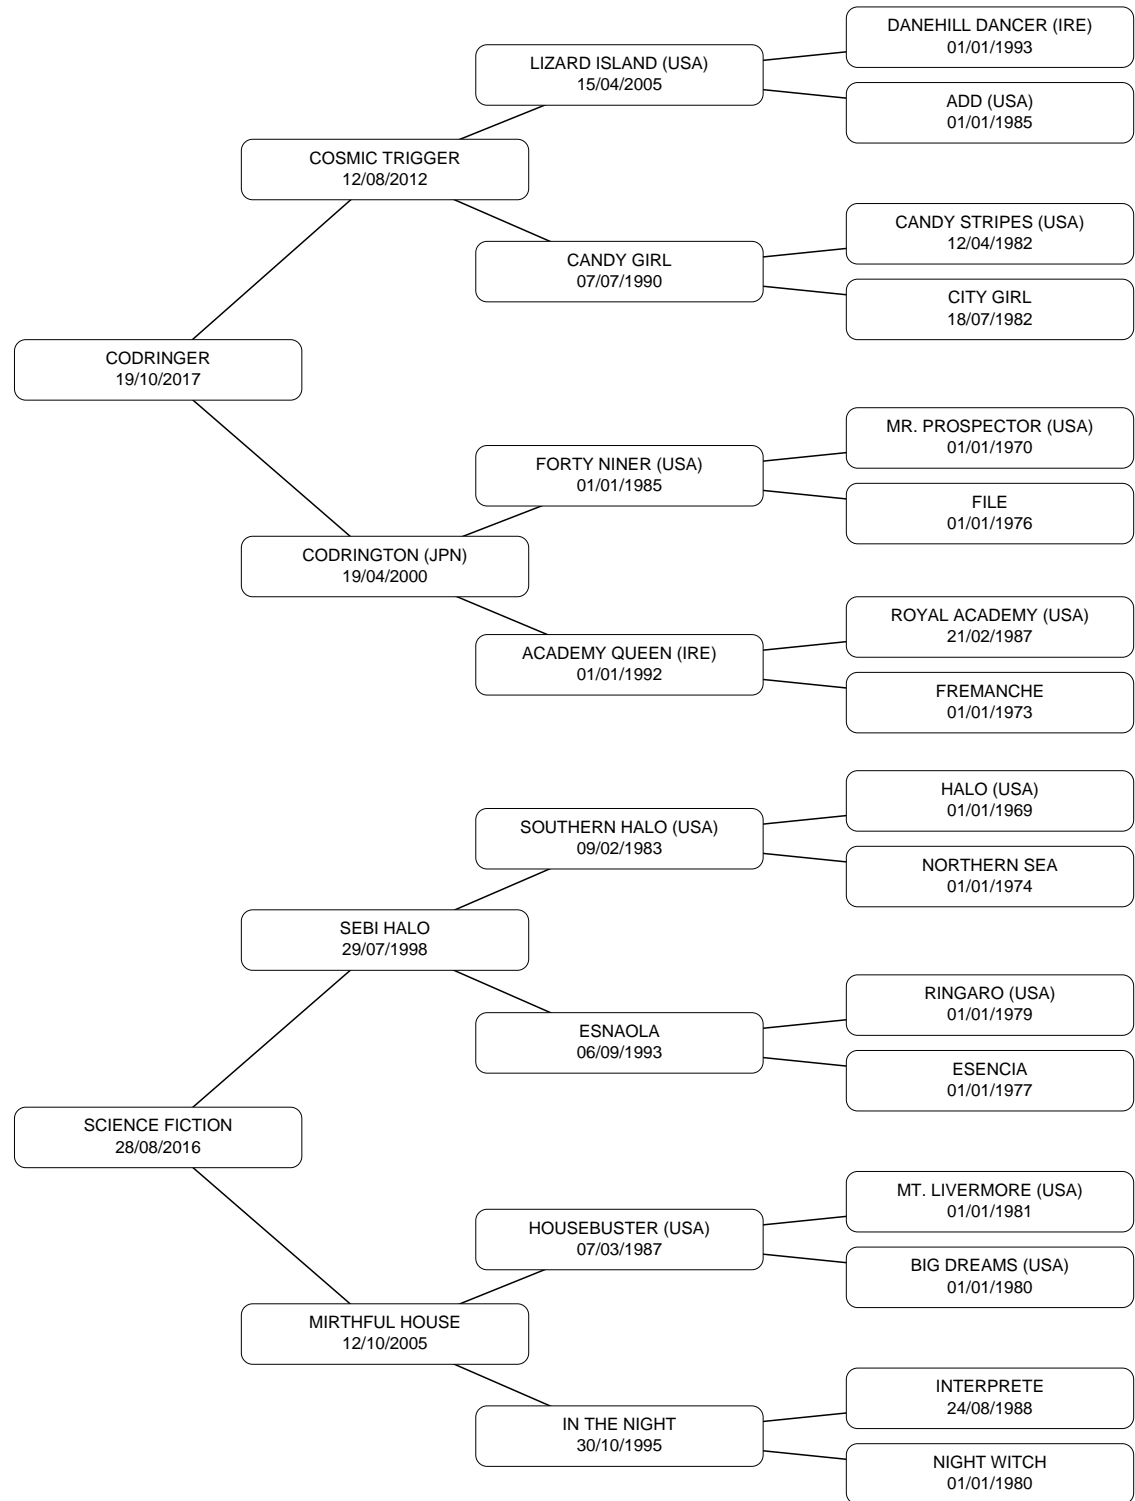 DANEHILL DANCER (IRE)
01/01/1993
LIZARD ISLAND (USA)
15/04/2005
ADD (USA)
01/01/1985
COSMIC TRIGGER
12/08/2012
CANDY STRIPES (USA)
12/04/1982
CANDY GIRL
07/07/1990
CITY GIRL
18/07/1982
CODRINGER
19/10/2017
MR. PROSPECTOR (USA)
01/01/1970
FORTY NINER (USA)
01/01/1985
FILE
01/01/1976
CODRINGTON (JPN)
19/04/2000
ROYAL ACADEMY (USA)
21/02/1987
ACADEMY QUEEN (IRE)
01/01/1992
FREMANCHE
01/01/1973
HALO (USA)
01/01/1969
SOUTHERN HALO (USA)
09/02/1983
NORTHERN SEA
01/01/1974
SEBI HALO
29/07/1998
RINGARO (USA)
01/01/1979
ESNAOLA
06/09/1993
ESENCIA
01/01/1977
SCIENCE FICTION
28/08/2016
MT. LIVERMORE (USA)
01/01/1981
HOUSEBUSTER (USA)
07/03/1987
BIG DREAMS (USA)
01/01/1980
MIRTHFUL HOUSE
12/10/2005
INTERPRETE
24/08/1988
IN THE NIGHT
30/10/1995
NIGHT WITCH
01/01/1980